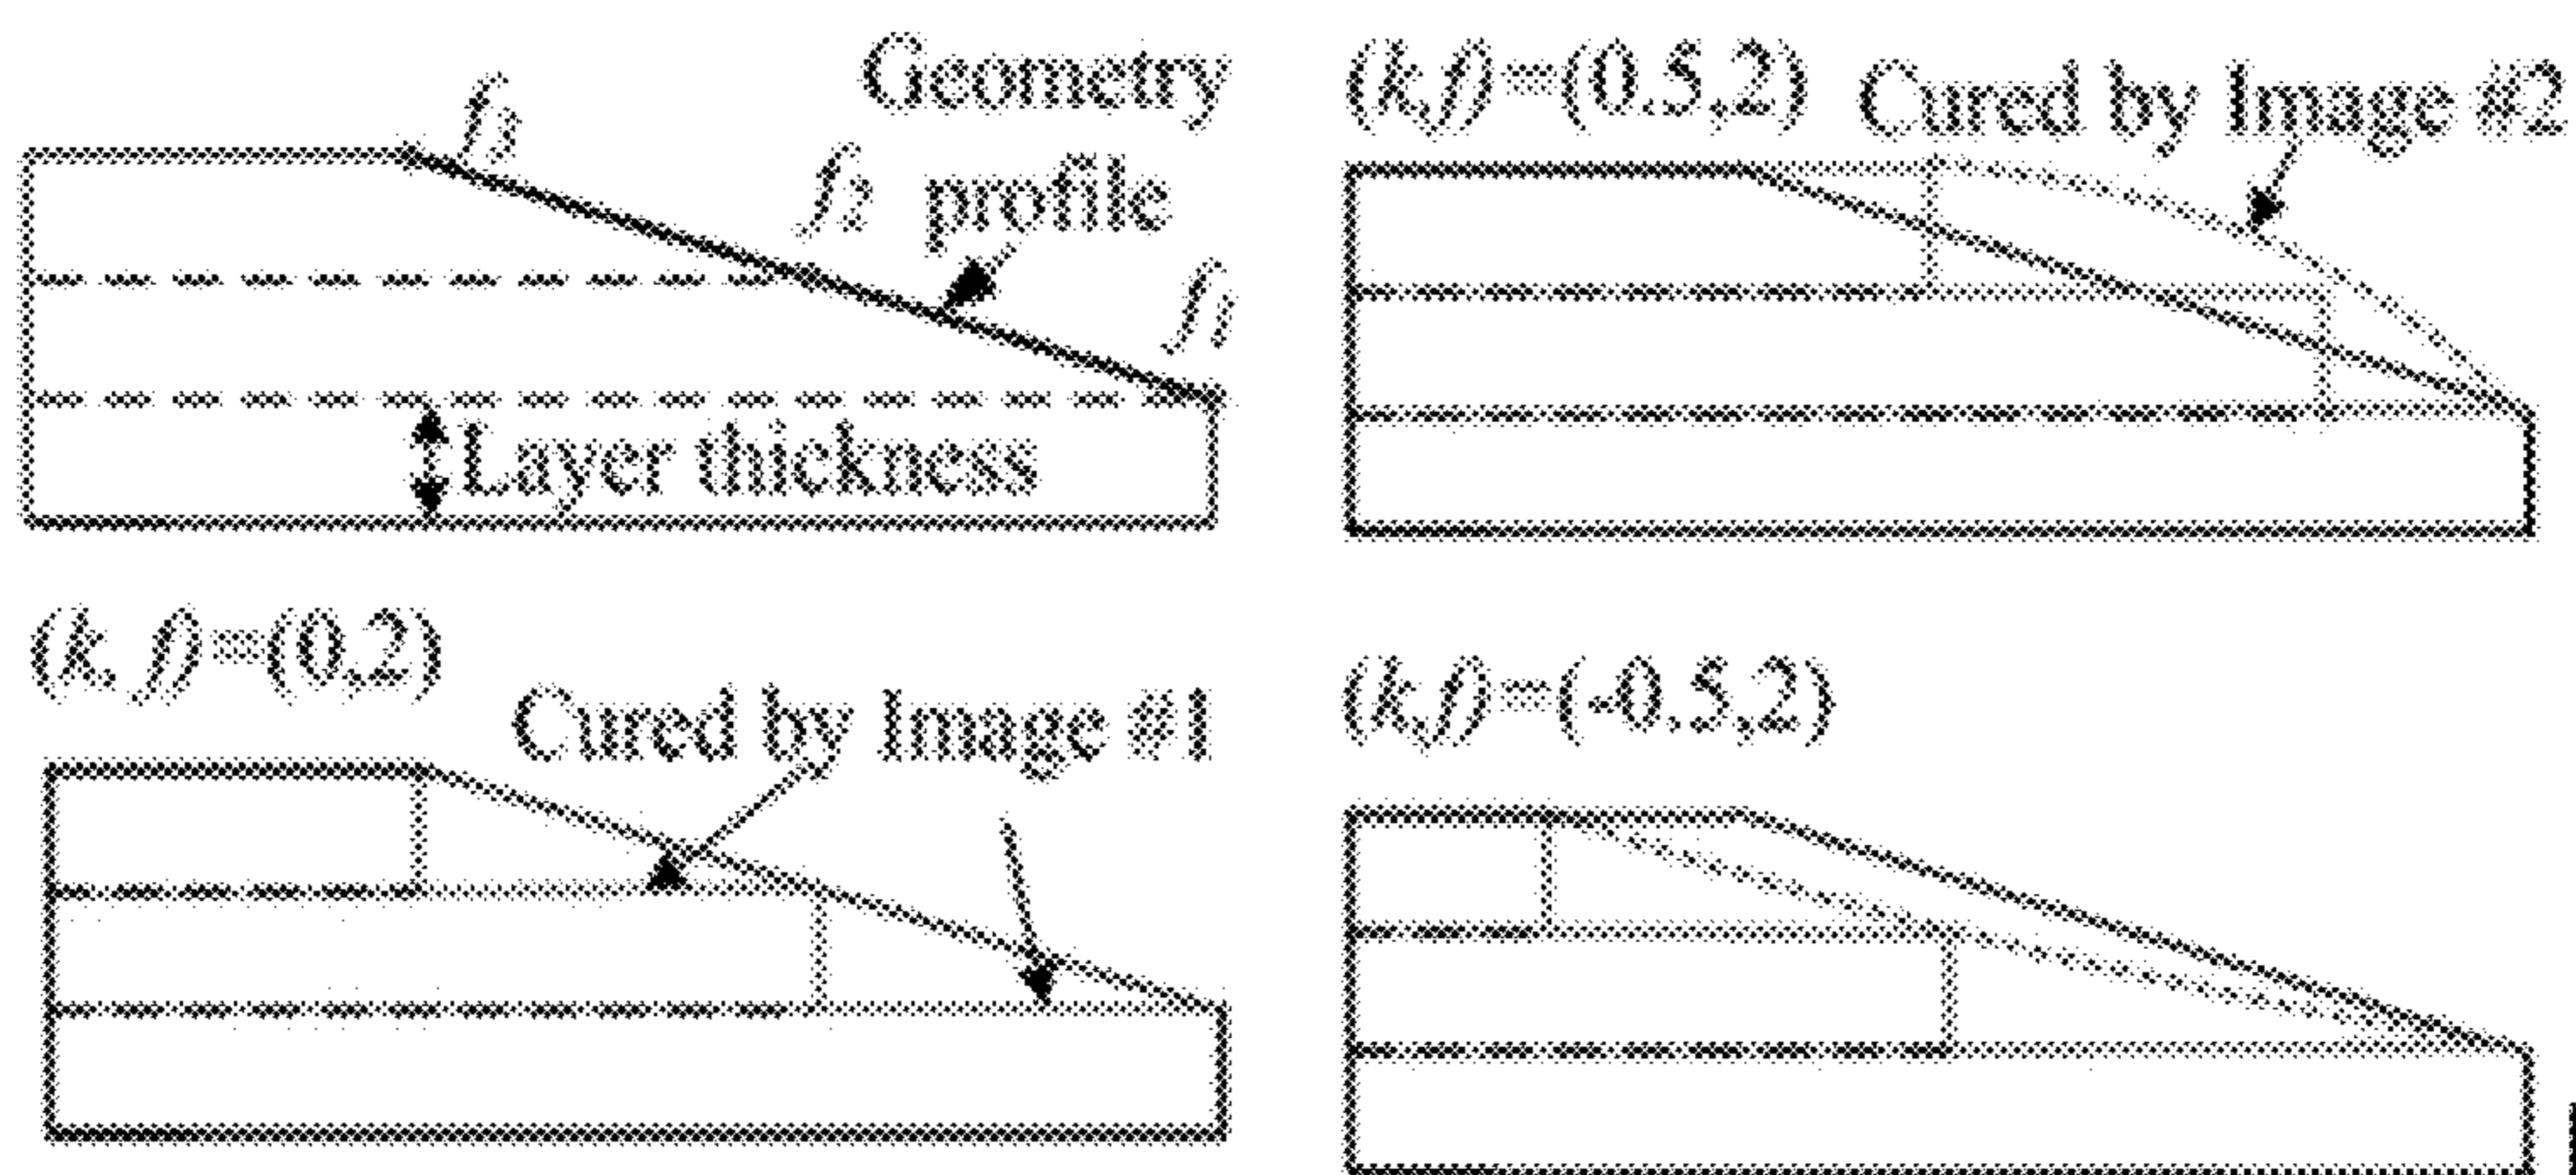 Geometry
profile
f3
f2
f1
Layer thickness
(k,f)=(0.5,2)
Cured by Image #2
(k, f)=(0,2)
Cured by Image #1
(k,f)=(-0.5,2)